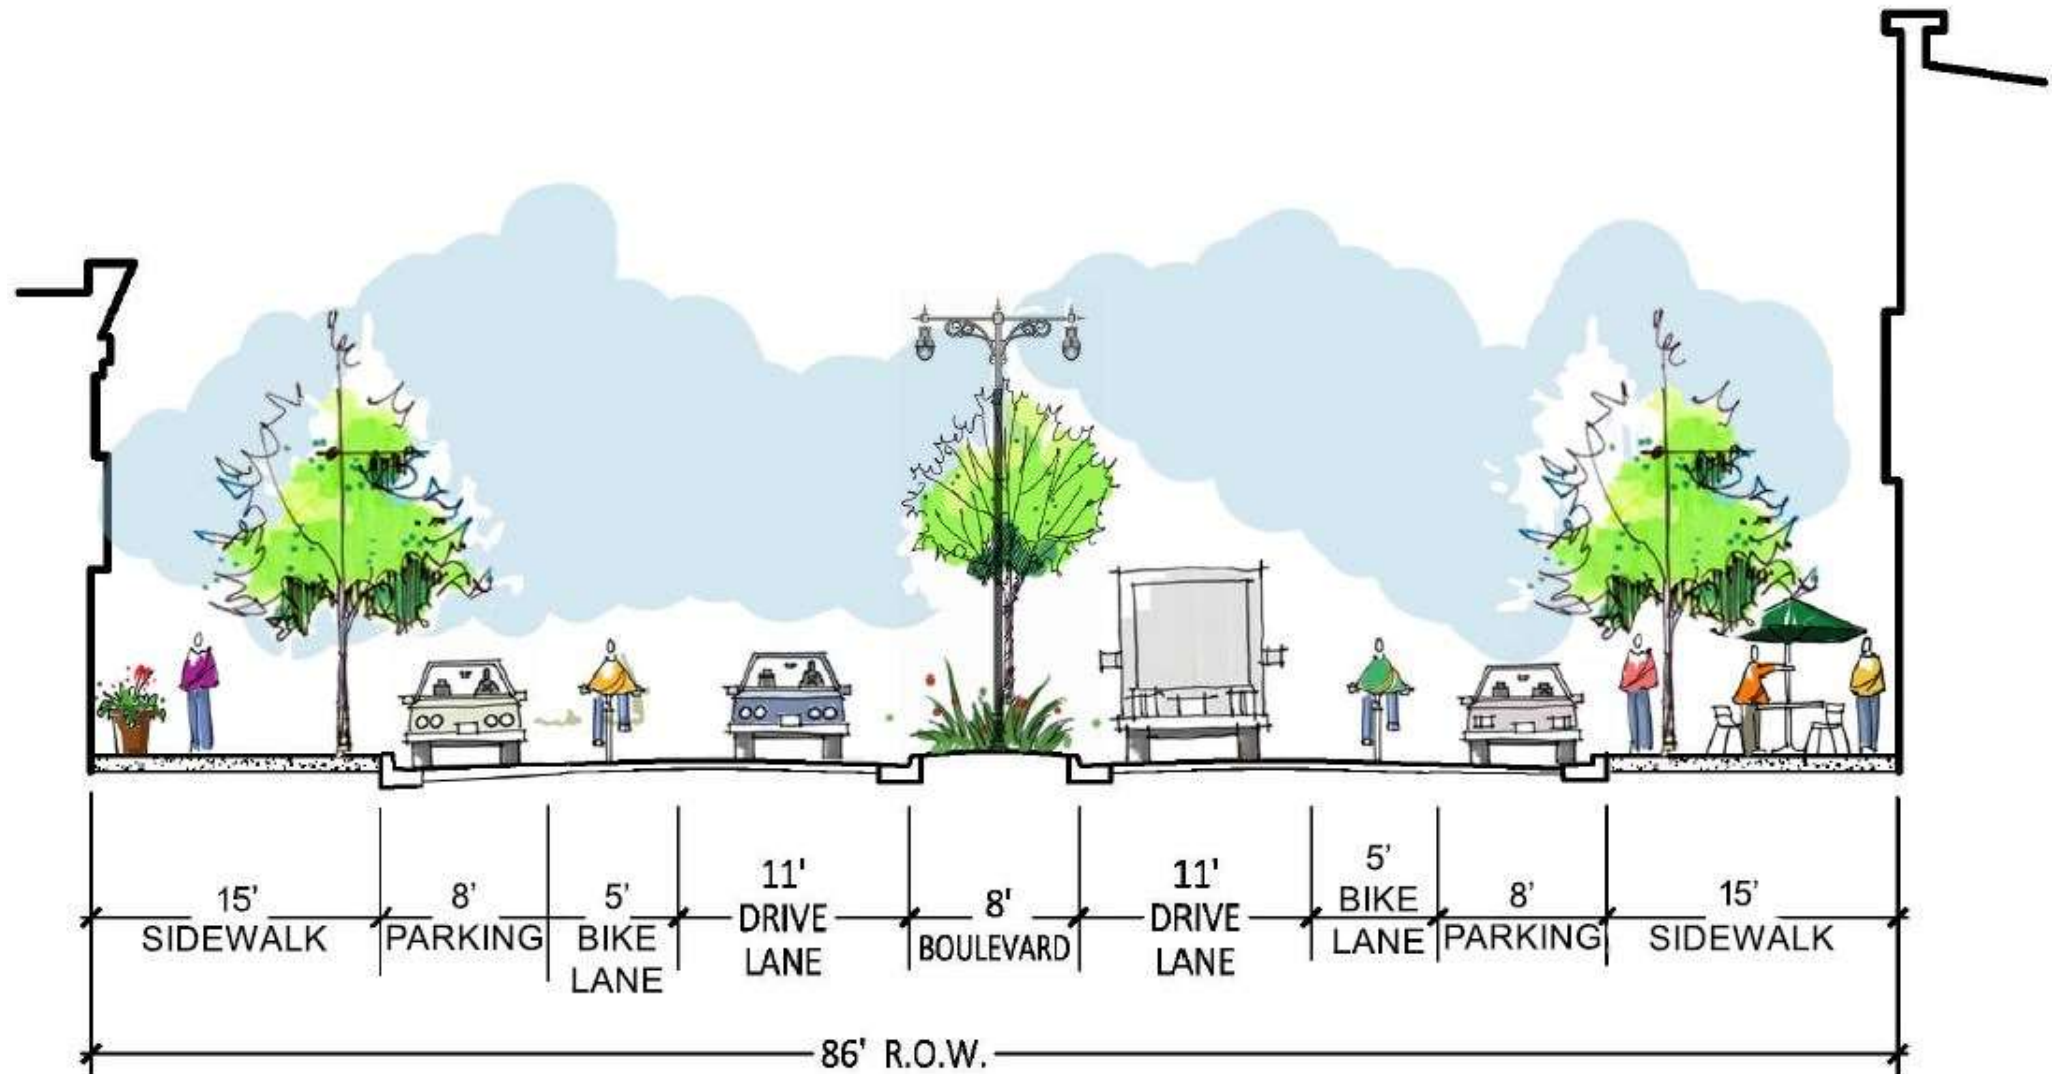 15’
SIDEWALK
8’
PARKING
5’
BIKE
LANE
11'
DRIVE
LANE
8'
BOULEVARD
11'
DRIVE
LANE
5’
BIKE
LANE
8’
PARKING
15’
SIDEWALK
86' R.O.W.